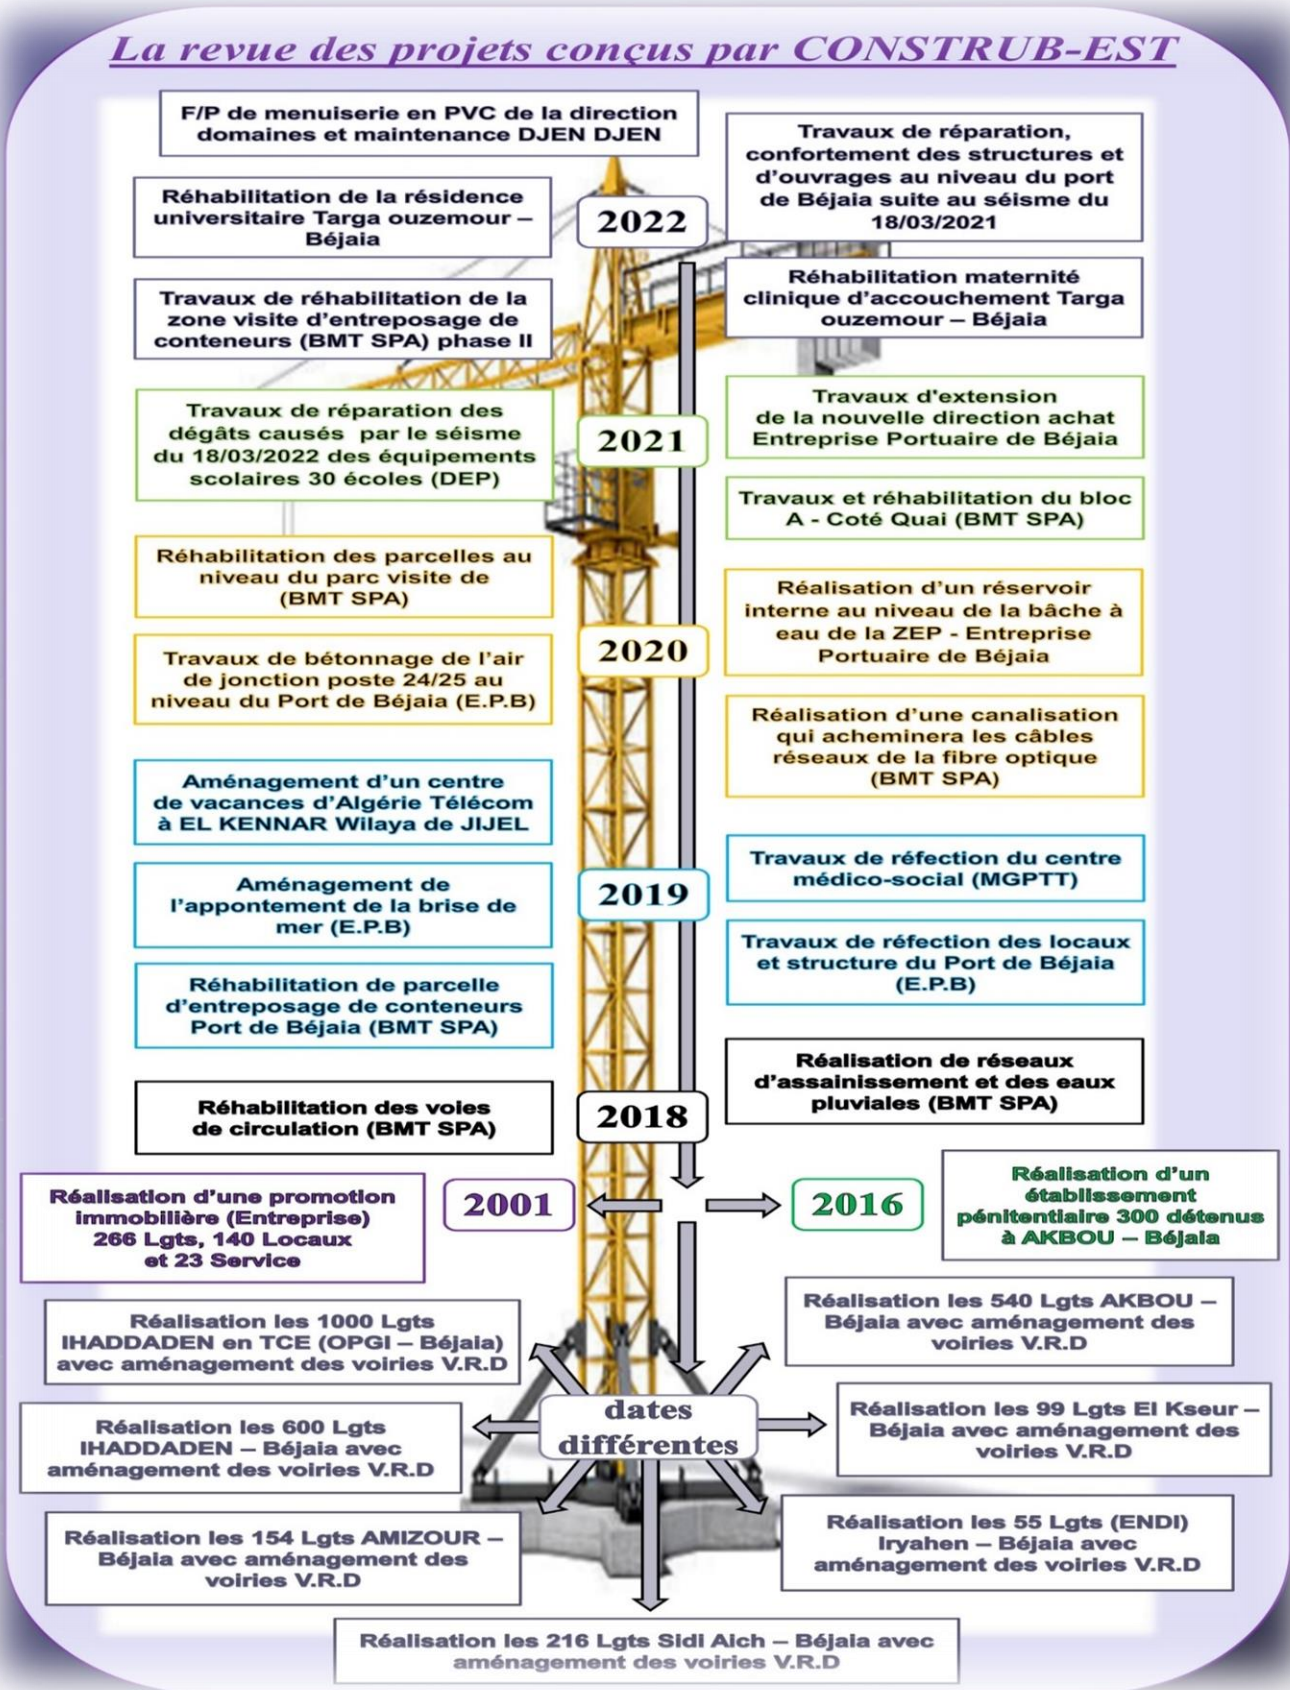 La revue des projets conçus par CONSTRUB-EST
F/P de menuiserie en PVC de la direction
domaines et maintenance DJEN DJEN
Travaux de réparation,
confortement des structures et
d'ouvrages au niveau du port
de Béjaia suite au séisme du
18/03/2021
Réhabilitation de la résidence
universitaire Targa ouzemour –
Béjaia
2022
Réhabilitation maternité
clinique d'accouchement Targa
ouzemour – Béjaia
Travaux de réhabilitation de la
zone visite d'entreposage de
conteneurs (BMT SPA) phase II
Travaux de réparation des
dégâts causés par le séisme
du 18/03/2022 des équipements
scolaires 30 écoles (DEP)
2021
Travaux d'extension
de la nouvelle direction achat
Entreprise Portuaire de Béjaia
Travaux et réhabilitation du bloc
A - Coté Quai (BMT SPA)
Réhabilitation des parcelles au
niveau du parc visite de
(BMT SPA)
Travaux de bétonnage de l'air
de jonction poste 24/25 au
niveau du Port de Béjaia (E.P.B)
2020
Réalisation d'un réservoir
interne au niveau de la bâche à
eau de la ZEP - Entreprise
Portuaire de Béjaia
Réalisation d'une canalisation
qui acheminera les câbles
réseaux de la fibre optique
(BMT SPA)
Aménagement d'un centre
de vacances d'Algérie Télécom
à EL KENNAR Wilaya de JIJEL
Aménagement de
l'appontement de la brise de
mer (E.P.B)
Réhabilitation de parcelle
d'entreposage de conteneurs
Port de Béjaia (BMT SPA)
2019
Travaux de réfection du centre
médico-social (MGPTT)
Travaux de réfection des locaux
et structure du Port de Béjaia
(E.P.B)
Réhabilitation des voies
de circulation (BMT SPA)
2018
Réalisation de réseaux
d'assainissement et des eaux
pluviales (BMT SPA)
Réalisation d'une promotion
immobilière (Entreprise)
266 Lgts, 140 Locaux
et 23 Service
2001
2016
Réalisation d'un
établissement
pénitentiaire 300 détenus
à AKBOU – Béjaia
Réalisation les 1000 Lgts
IHADDADEN en TCE (OPGI – Béjaia)
avec aménagement des voiries V.R.D
Réalisation les 540 Lgts AKBOU –
Béjaia avec aménagement des
voiries V.R.D
Réalisation les 600 Lgts
IHADDADEN – Béjaia avec
aménagement des voiries V.R.D
dates
différentes
Réalisation les 99 Lgts El Kseur –
Béjaia avec aménagement des
voiries V.R.D
Réalisation les 154 Lgts AMIZOUR –
Béjaia avec aménagement des
voiries V.R.D
Réalisation les 55 Lgts (ENDI)
Iryahen – Béjaia avec
aménagement des voiries V.R.D
Réalisation les 216 Lgts Sidi Aich – Béjaia avec
aménagement des voiries V.R.D